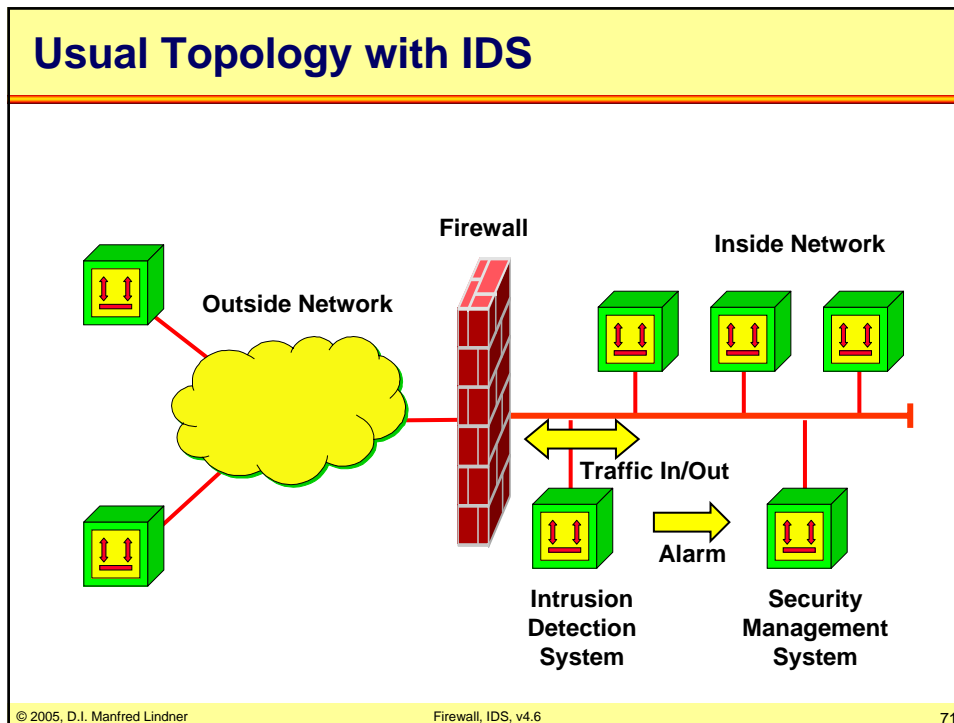 Usual Topology with IDS
Firewall
Inside Network
Outside Network
Traffic In/Out
Alarm
Intrusion
Detection
System
Security
Management
System
© 2005, D.I. Manfred Lindner
Firewall, IDS, v4.6
71